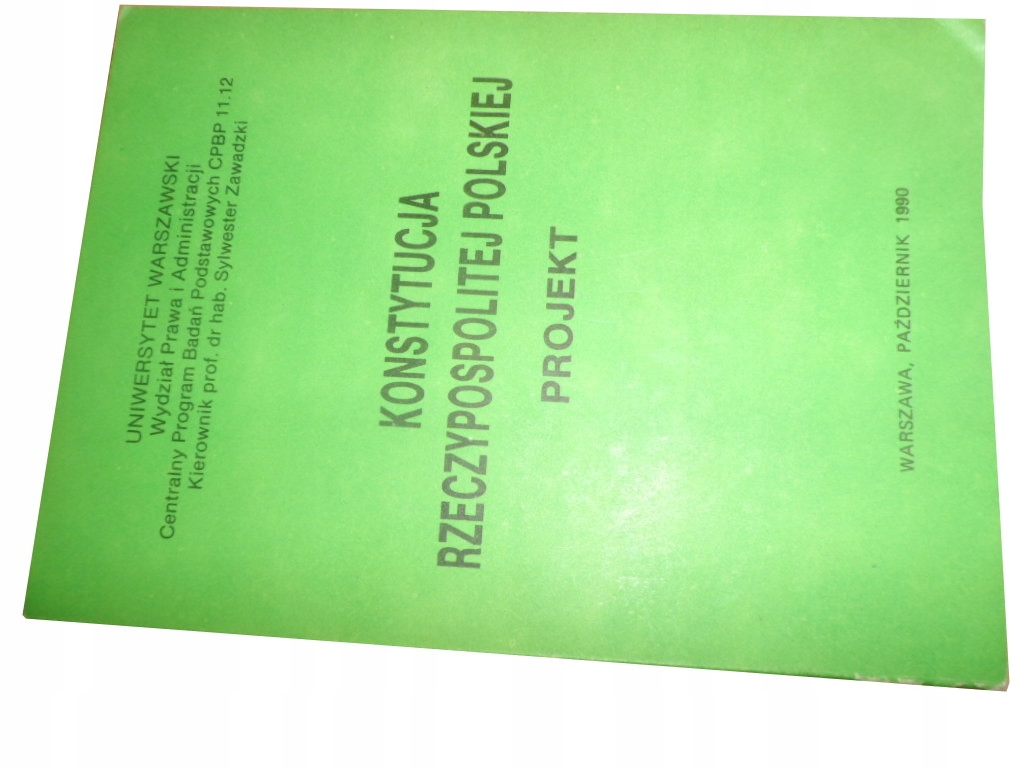 UNIWERSYTET WARSZAWSKI
Wydział Prawa i Administracji
Centralny Program Badań Podstawowych CPBP 11.12
Kierownik prof. dr hab. Sylwester Zawadzki
KONSTYTUCJA
RZECZYPOSPOLITEJ POLSKIEJ
PROJEKT
WARSZAWA, PAŹDZIERNIK 1990